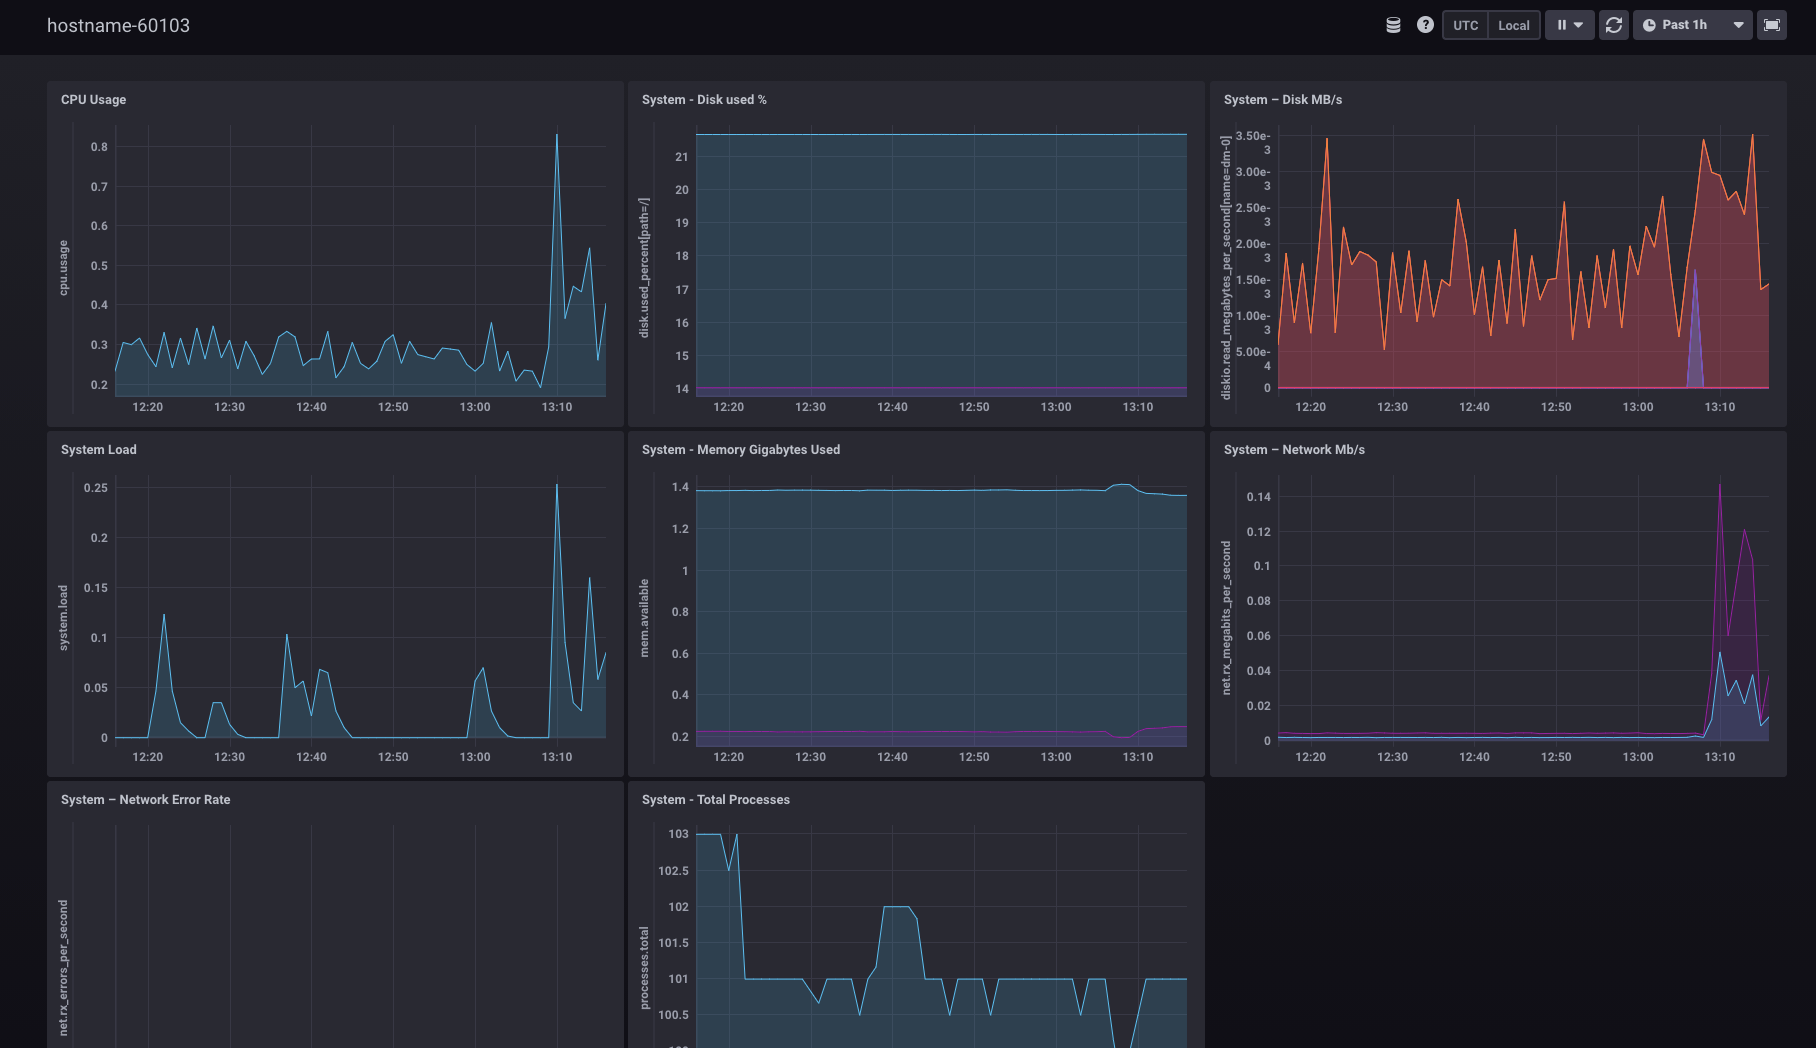 hostname-60103
UTC
Local
Past 1h
CPU Usage
cpu.usage
0.8
0.7
0.6
0.5
0.4
0.3
0.2
12:20 12:30 12:40 12:50 13:00 13:10
System - Disk used %
disk.used_percent[path=/]
21
20
19
18
17
16
15
14
12:20 12:30 12:40 12:50 13:00 13:10
System – Disk MB/s
diskio.read_megabytes_per_second[name=dm-0]
3.50e-
3
3.00e-
3
2.50e-
3
2.00e-
3
1.50e-
3
1.00e-
3
5.00e-
4
0
12:20 12:30 12:40 12:50 13:00 13:10
System Load
system.load
0.25
0.2
0.15
0.1
0.05
0
12:20 12:30 12:40 12:50 13:00 13:10
System - Memory Gigabytes Used
mem.available
1.4
1.2
1
0.8
0.6
0.4
0.2
12:20 12:30 12:40 12:50 13:00 13:10
System – Network Mb/s
net.rx_megabits_per_second
0.14
0.12
0.1
0.08
0.06
0.04
0.02
0
12:20 12:30 12:40 12:50 13:00 13:10
System – Network Error Rate
net.rx_errors_per_second
System - Total Processes
processes.total
103
102.5
102
101.5
101
100.5